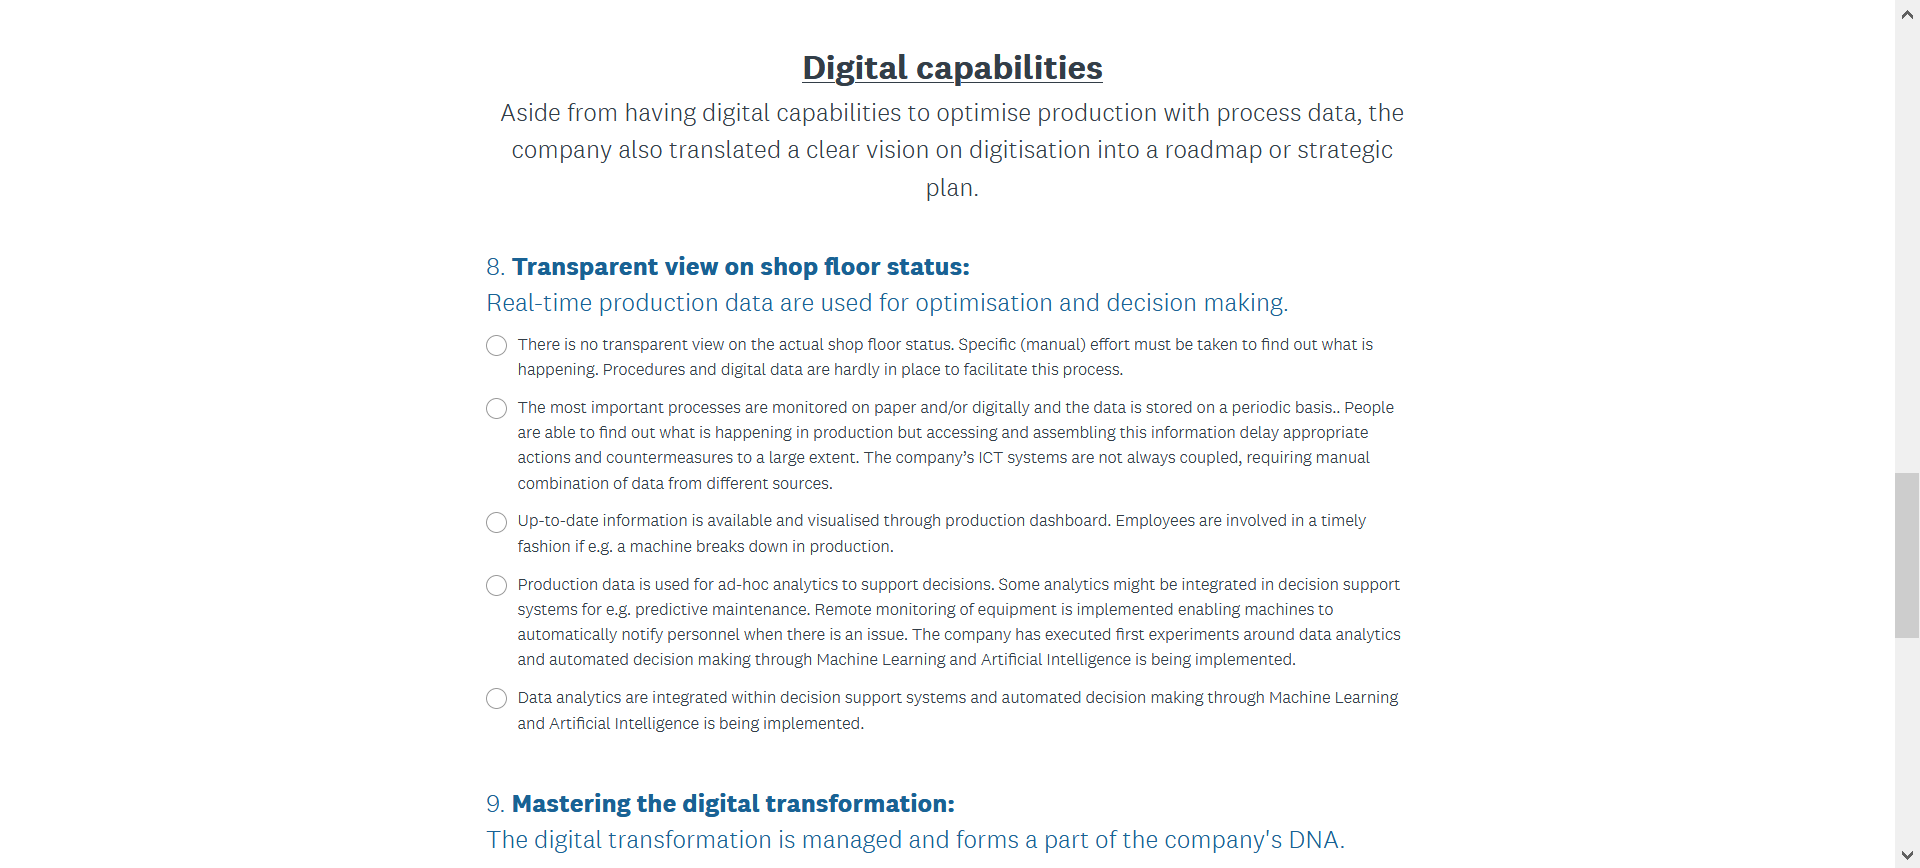 Digital capabilities
Aside from having digital capabilities to optimise production with process data, the
company also translated a clear vision on digitisation into a roadmap or strategic
plan.
8. Transparent view on shop floor status:
Real-time production data are used for optimisation and decision making.
There is no transparent view on the actual shop floor status. Specific (manual) effort must be taken to find out what is
happening. Procedures and digital data are hardly in place to facilitate this process.
The most important processes are monitored on paper and/or digitally and the data is stored on a periodic basis.. People
are able to find out what is happening in production but accessing and assembling this information delay appropriate
actions and countermeasures to a large extent. The company’s ICT systems are not always coupled, requiring manual
combination of data from different sources.
Up-to-date information is available and visualised through production dashboard. Employees are involved in a timely
fashion if e.g. a machine breaks down in production.
Production data is used for ad-hoc analytics to support decisions. Some analytics might be integrated in decision support
systems for e.g. predictive maintenance. Remote monitoring of equipment is implemented enabling machines to
automatically notify personnel when there is an issue. The company has executed first experiments around data analytics
and automated decision making through Machine Learning and Artificial Intelligence is being implemented.
Data analytics are integrated within decision support systems and automated decision making through Machine Learning
and Artificial Intelligence is being implemented.
9. Mastering the digital transformation:
The digital transformation is managed and forms a part of the company's DNA.